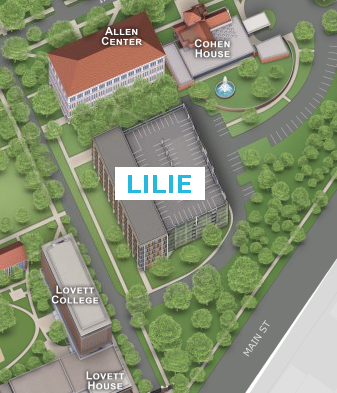 ALLEN
CENTER
COHEN
HOUSE
LILIE
LOVETT
COLLEGE
MAIN ST
LOVETT
HOUSE